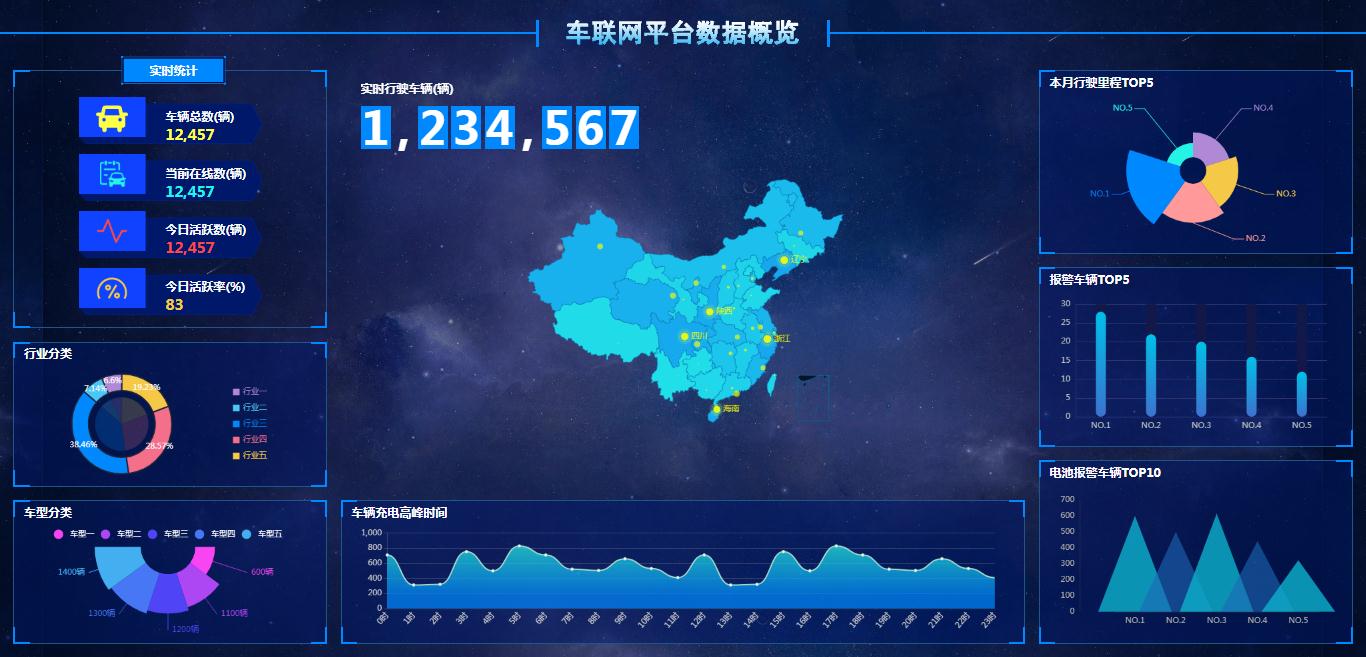 车联网平台数据概览
实时统计
车辆总数(辆)
12,457
当前在线数(辆)
12,457
今日活跃数(辆)
12,457
今日活跃率(%)
83
行业分类
6.6%
19.23%
7.14%
38.46%
28.57%
行业一
行业二
行业三
行业四
行业五
车型分类
车型一 车型二 车型三 车型四 车型五
1400辆
600辆
1300辆
1100辆
1200辆
实时行驶车辆(辆)
1,234,567
辽宁
陕西
四川
浙江
海南
车辆充电高峰时间
1,000
800
600
400
200
0
0时 1时 2时 3时 4时 5时 6时 7时 8时 9时 10时 11时 12时 13时 14时 15时 16时 17时 18时 19时 20时 21时 22时 23时
本月行驶里程TOP5
NO.5
NO.4
NO.1
NO.3
NO.2
报警车辆TOP5
30
25
20
15
10
5
0
NO.1 NO.2 NO.3 NO.4 NO.5
电池报警车辆TOP10
700
600
500
400
300
200
100
0
NO.1 NO.2 NO.3 NO.4 NO.5